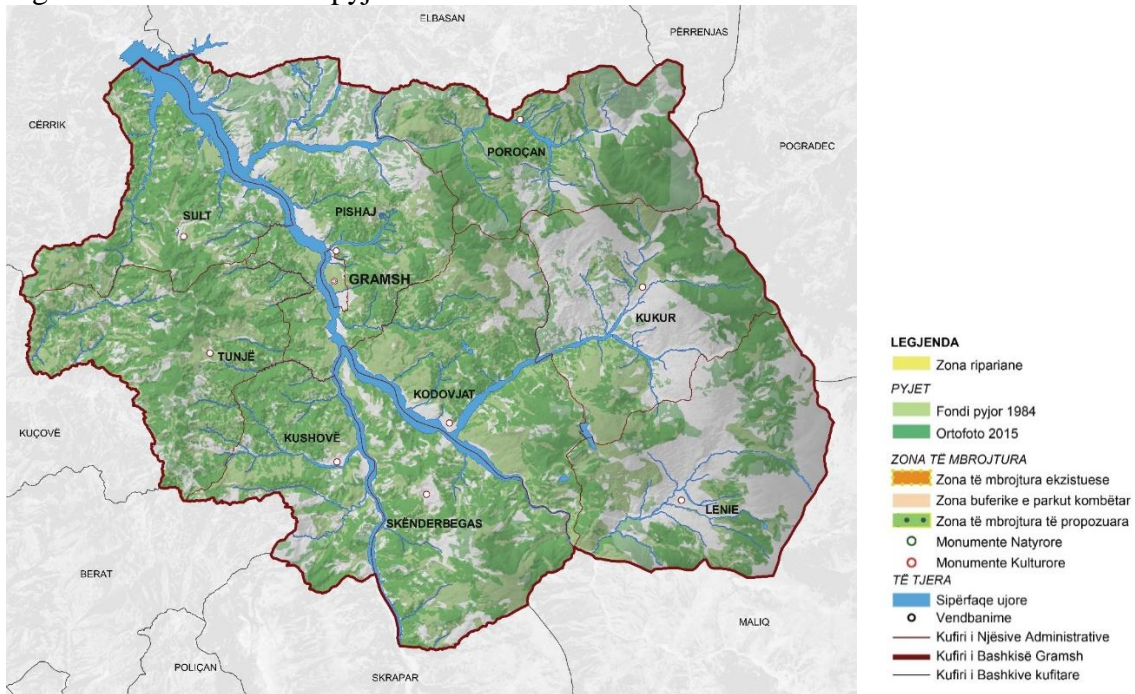 ELBASAN
PËRRENJAS
CËRRIK
POGRADEC
POROÇAN
SULT
PISHAJ
GRAMSH
KUKUR
TUNJË
KODOVJAT
KUÇOVË
KUSHOVË
LENIE
SKËNDERBEGAS
BERAT
MALIQ
POLIÇAN
SKRAPAR
LEGJENDA
Zona ripariane
PYJET
Fondi pyjor 1984
Ortofoto 2015
ZONA TË MBROJTURA
Zona të mbrojtura ekzistuese
Zona buferike e parkut kombëtar
Zona të mbrojtura të propozuara
Monumente Natyrore
Monumente Kulturore
TË TJERA
Sipërfaqe ujore
Vendbanime
Kufiri i Njësive Administrative
Kufiri i Bashkisë Gramsh
Kufiri i Bashkive kufitare